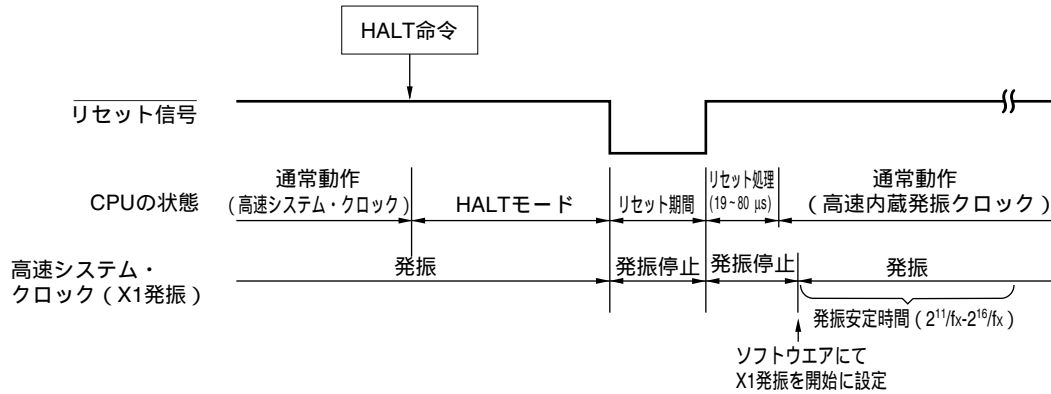 HALT命令
リセット信号
CPUの状態
通常動作
(高速システム・クロック)
HALTモード
リセット期間
リセット処理
(19~80 μs)
通常動作
(高速内蔵発振クロック)
高速システム・
クロック(X1発振)
発振
発振停止
発振停止
発振
発振安定時間(2¹¹/fx-2¹⁶/fx)
ソフトウエアにて
X1発振を開始に設定